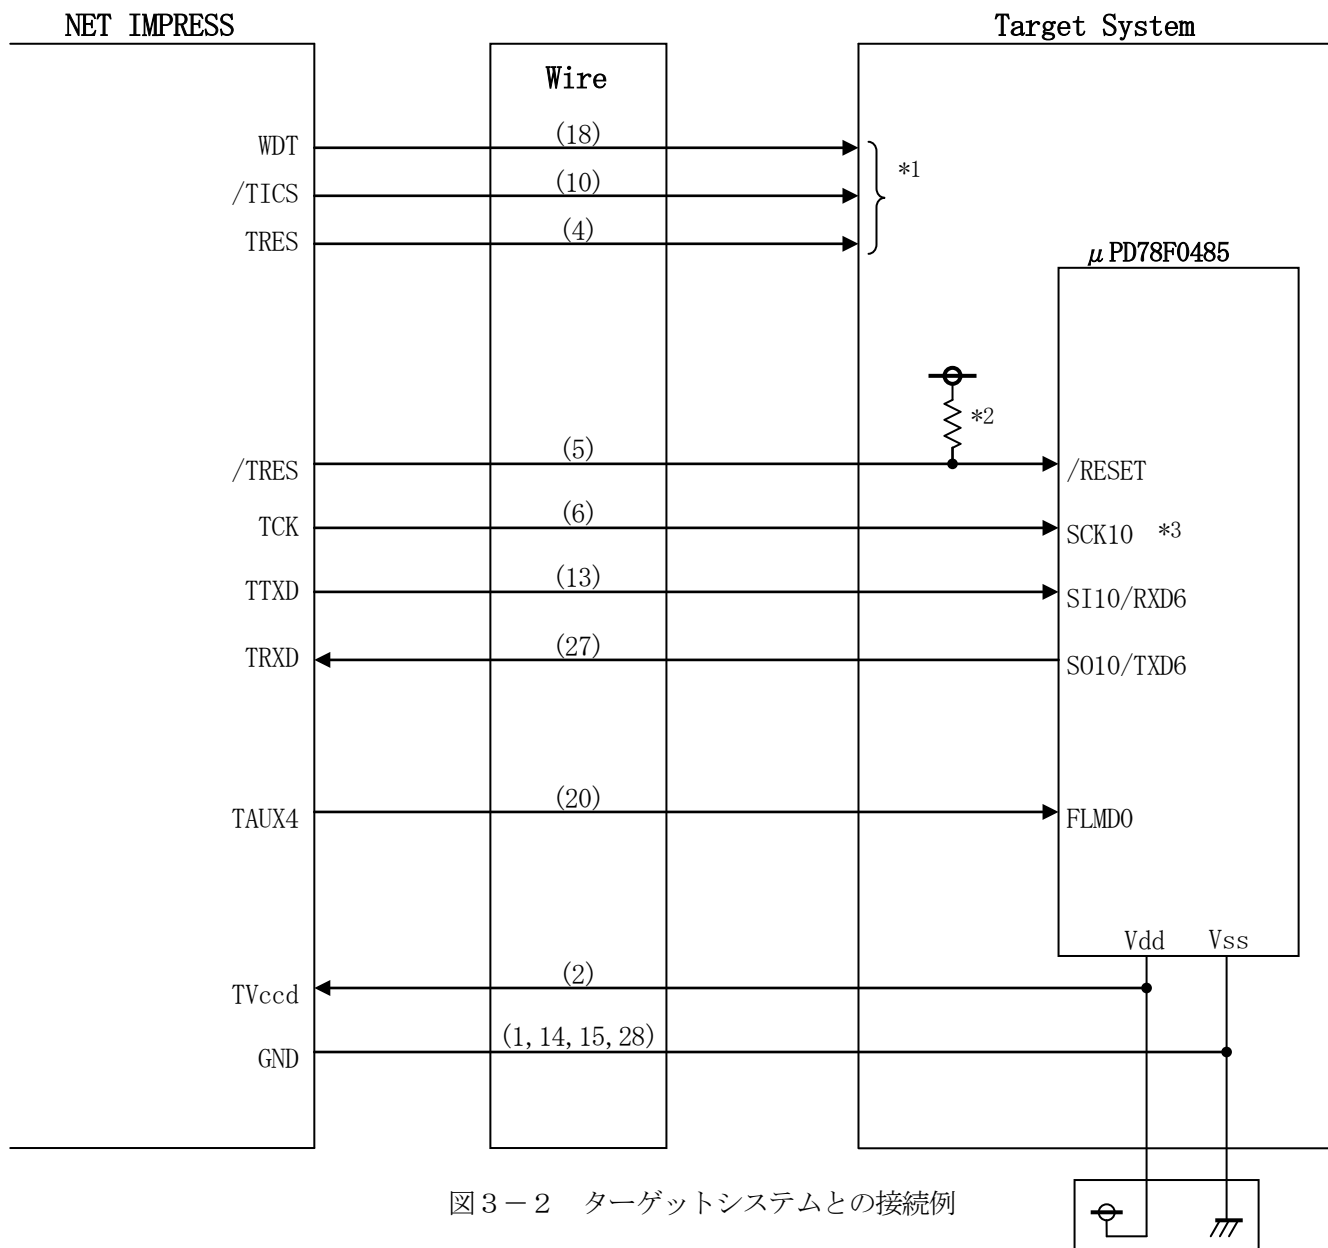 NET IMPRESS
Target System
Wire
WDT (18)
*1
/TICS (10)
TRES (4)
μPD78F0485
*2
/TRES (5) /RESET
TCK (6) SCK10 *3
TTXD (13) SI10/RXD6
TRXD (27) SO10/TXD6
TAUX4 (20) FLMD0
Vdd Vss
TVccd (2)
GND (1,14,15,28)
図3-2 ターゲットシステムとの接続例